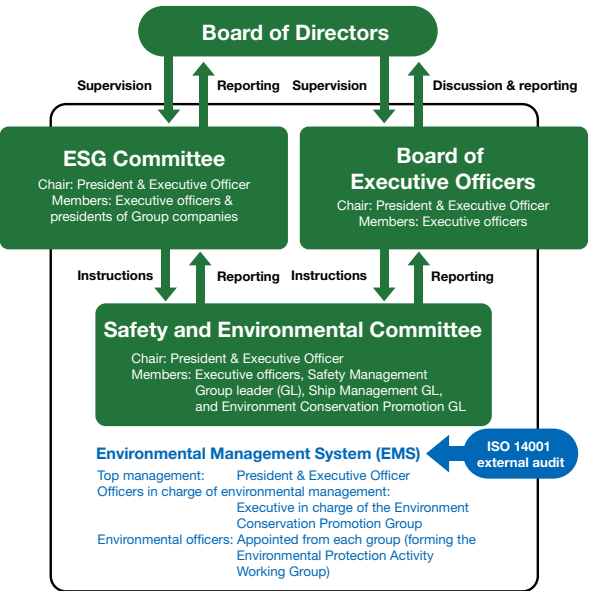 Board of Directors
Supervision
Reporting
Supervision
Discussion & reporting
ESG Committee
Chair: President & Executive Officer
Members: Executive officers &
presidents of Group companies
Board of
Executive Officers
Chair: President & Executive Officer
Members: Executive officers
Instructions
Reporting
Instructions
Reporting
Safety and Environmental Committee
Chair: President & Executive Officer
Members: Executive officers, Safety Management
Group leader (GL), Ship Management GL,
and Environment Conservation Promotion GL
Environmental Management System (EMS)
ISO 14001
external audit
Top management: President & Executive Officer
Officers in charge of environmental management:
Executive in charge of the Environment
Conservation Promotion Group
Environmental officers: Appointed from each group (forming the
Environmental Protection Activity
Working Group)